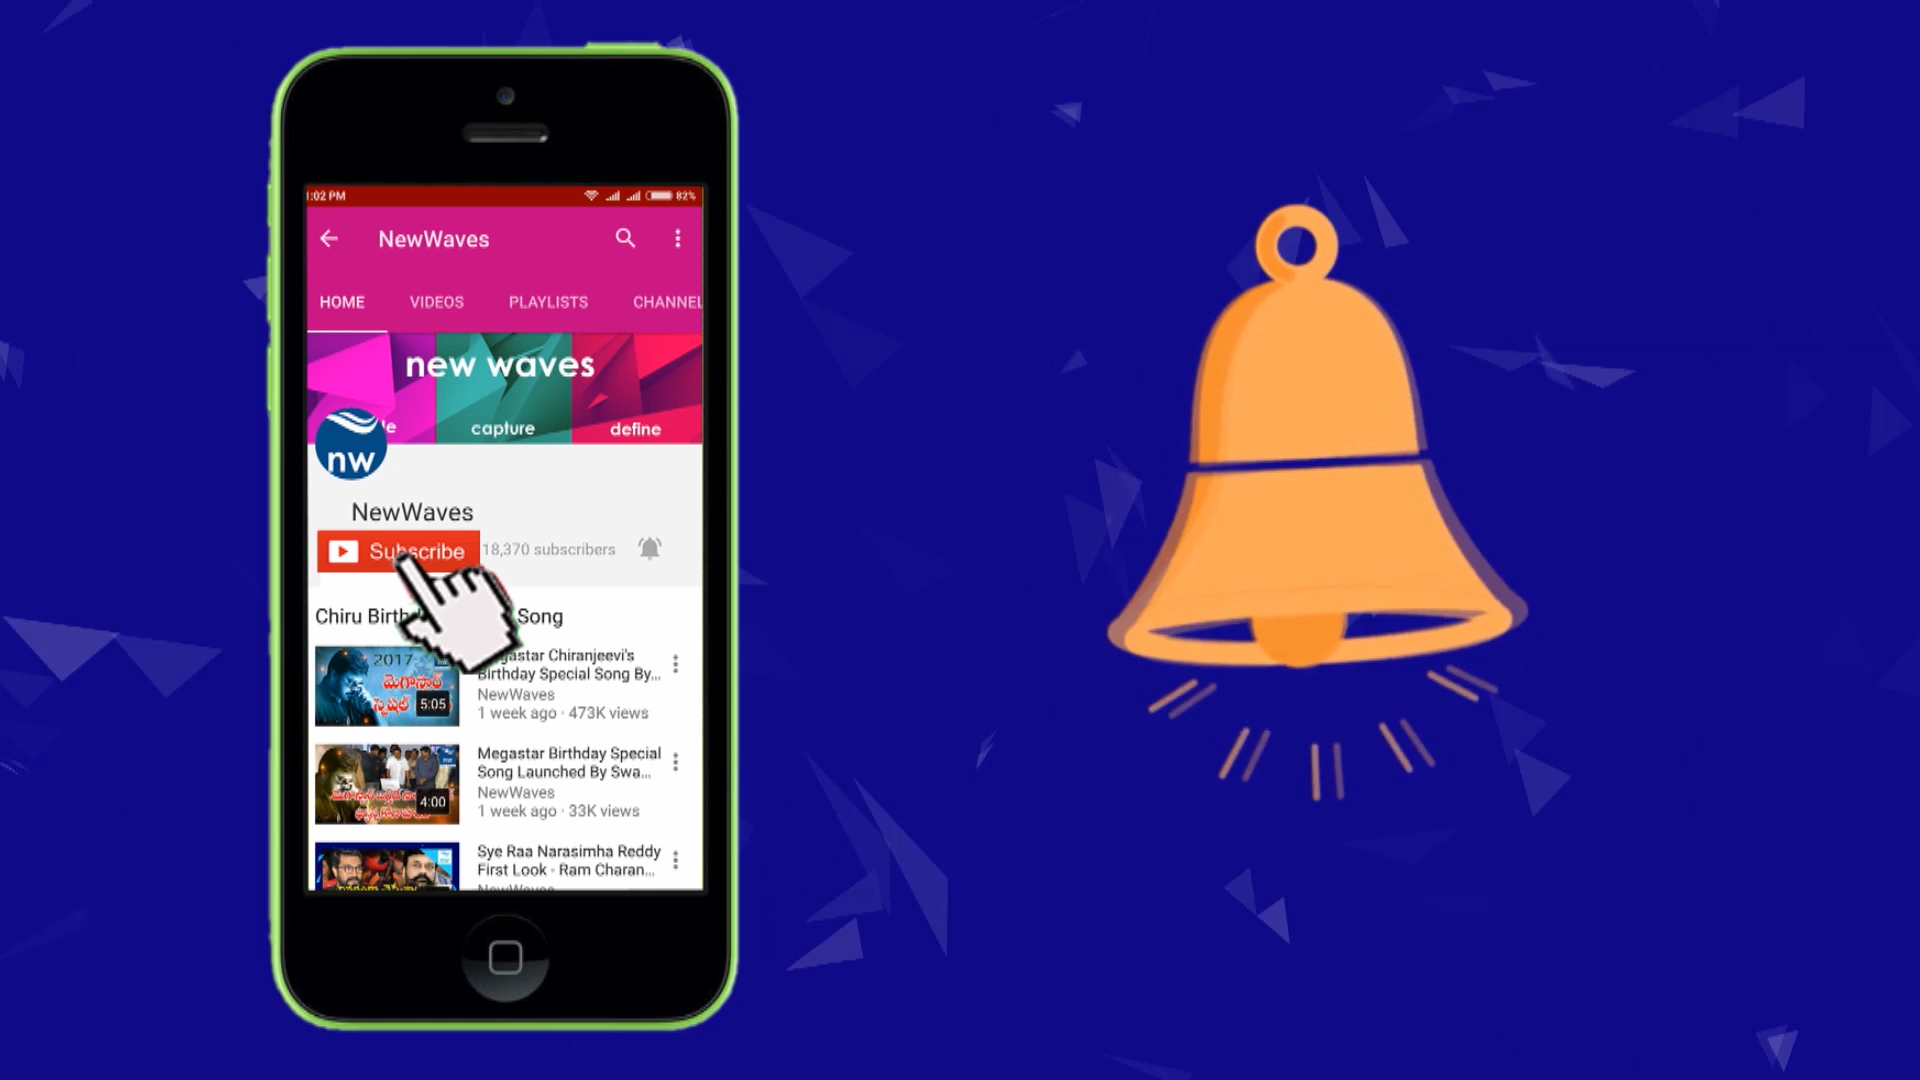 1:02 PM
82%
NewWaves
HOME VIDEOS PLAYLISTS CHANNEL
new waves
capture
define
nw
NewWaves
Subscribe 18,370 subscribers
Song
Chiranjeevi's
Birthday Special Song By...
NewWaves
1 week ago · 473K views
2017
మెగాస్టార్
స్పెషల్
5:05
Megastar Birthday Special
Song Launched By Swa...
NewWaves
1 week ago · 33K views
4:00
Sye Raa Narasimha Reddy
First Look - Ram Charan...